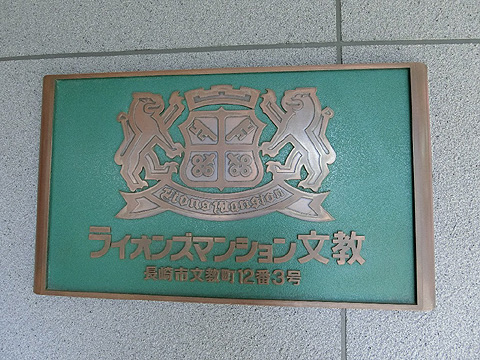 Lions Mansion
ライオンズマンション文教
長崎市文教町12番3号